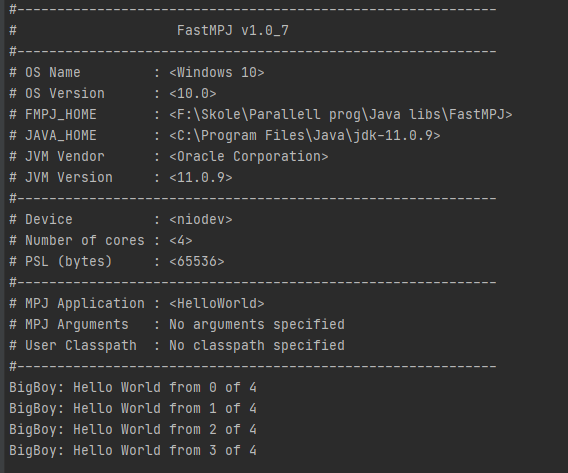 #------------------------------------------------------------
#                    FastMPJ v1.0_7
#------------------------------------------------------------
# OS Name         : <Windows 10>
# OS Version      : <10.0>
# FMPJ_HOME       : <F:\Skole\Parallell prog\Java libs\FastMPJ>
# JAVA_HOME       : <C:\Program Files\Java\jdk-11.0.9>
# JVM Vendor      : <Oracle Corporation>
# JVM Version     : <11.0.9>
#------------------------------------------------------------
# Device          : <niodev>
# Number of cores : <4>
# PSL (bytes)     : <65536>
#------------------------------------------------------------
# MPJ Application : <HelloWorld>
# MPJ Arguments   : No arguments specified
# User Classpath  : No classpath specified
#------------------------------------------------------------
BigBoy: Hello World from 0 of 4
BigBoy: Hello World from 1 of 4
BigBoy: Hello World from 2 of 4
BigBoy: Hello World from 3 of 4